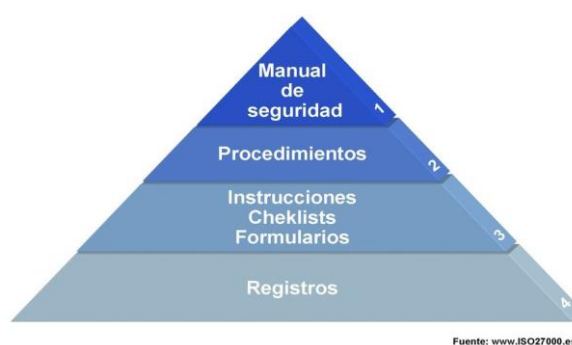 Manual
de
seguridad
1
Procedimientos
2
Instrucciones
Cheklists
Formularios
3
Registros
4
Fuente: www.ISO27000.es